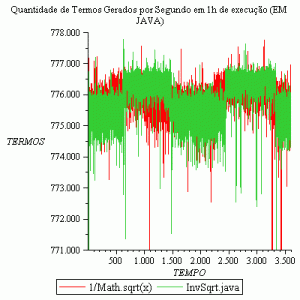 Quantidade de Termos Gerados por Segundo em 1h de execução (EM
JAVA)
778.000
777.000
776.000
775.000
TERMOS
774.000
773.000
772.000
771.000
500
1.000
1.500
2.000
2.500
3.000
3.500
TEMPO
1/Math.sqrt(x)
InvSqrt.java